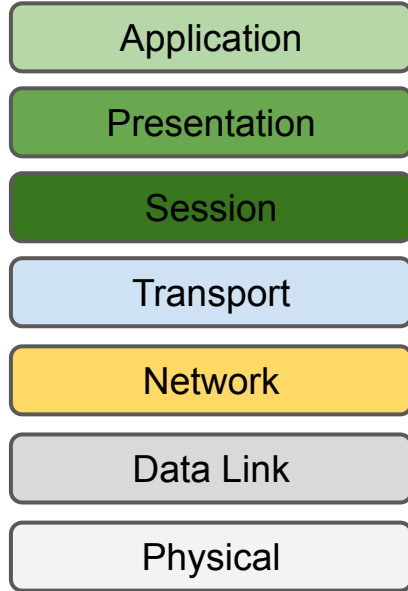 Application
Presentation
Session
Transport
Network
Data Link
Physical